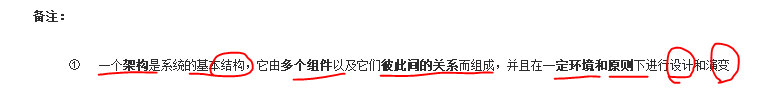 备注：
① 一个架构是系统的基本结构，它由多个组件以及它们彼此间的关系而组成，并且在一定环境和原则下进行设计和演变